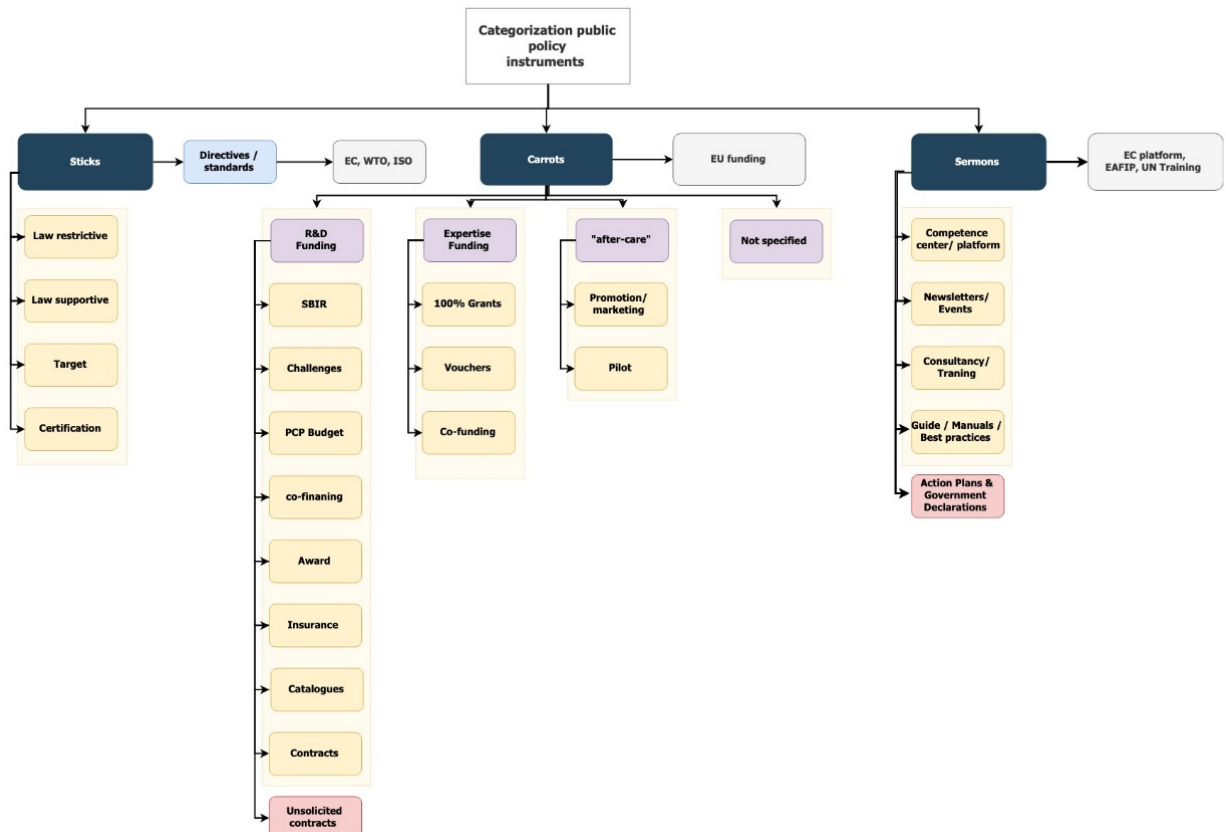 Categorization public
policy
instruments
Sticks
Directives /
standards
EC, WTO, ISO
Carrots
EU funding
Sermons
EC platform,
EAFIP, UN Training
Law restrictive
Law supportive
Target
Certification
R&D
Funding
SBIR
Challenges
PCP Budget
co-finaning
Award
Insurance
Catalogues
Contracts
Unsolicited
contracts
Expertise
Funding
100% Grants
Vouchers
Co-funding
"after-care"
Promotion/
marketing
Pilot
Not specified
Competence
center/ platform
Newsletters/
Events
Consultancy/
Traning
Guide / Manuals /
Best practices
Action Plans &
Government
Declarations